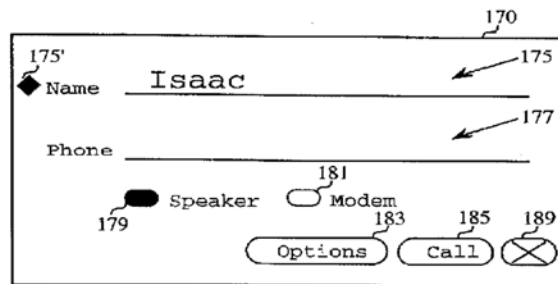 170
175'
Name Isaac 175
177
Phone
179 Speaker 181 Modem
183 185 189
Options Call